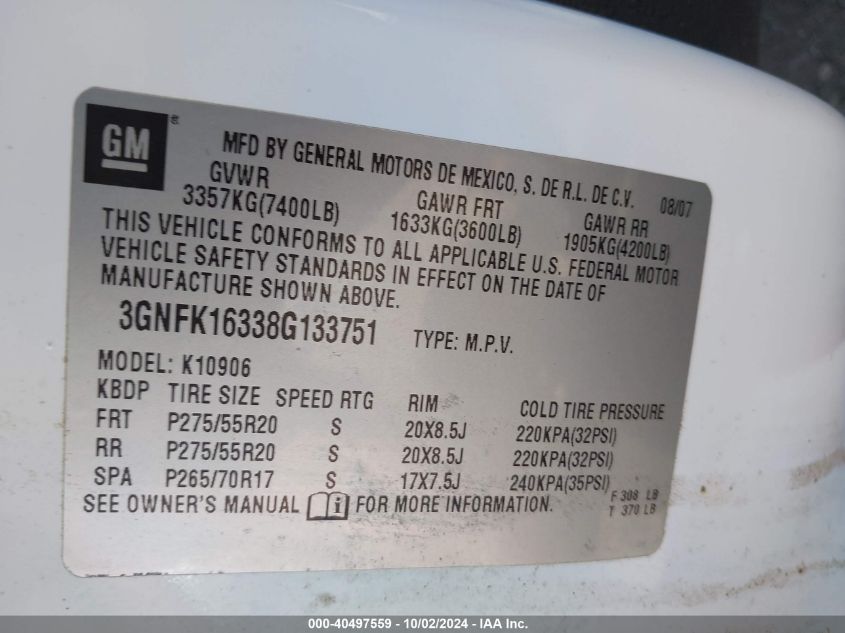 GM ®
MFD BY GENERAL MOTORS DE MEXICO, S. DE R.L. DE C.V. 08/07
GVWR GAWR FRT GAWR RR
3357KG(7400LB) 1633KG(3600LB) 1905KG(4200LB)
THIS VEHICLE CONFORMS TO ALL APPLICABLE U.S. FEDERAL MOTOR
VEHICLE SAFETY STANDARDS IN EFFECT ON THE DATE OF
MANUFACTURE SHOWN ABOVE.
3GNFK16338G133751 TYPE: M.P.V.
MODEL: K10906
KBDP TIRE SIZE SPEED RTG RIM COLD TIRE PRESSURE
FRT P275/55R20 S 20X8.5J 220KPA(32PSI)
RR P275/55R20 S 20X8.5J 220KPA(32PSI)
SPA P265/70R17 S 17X7.5J 240KPA(35PSI)
SEE OWNER'S MANUAL i FOR MORE INFORMATION.
F 308 LB
T 370 LB
000-40497559 - 10/02/2024 - IAA Inc.